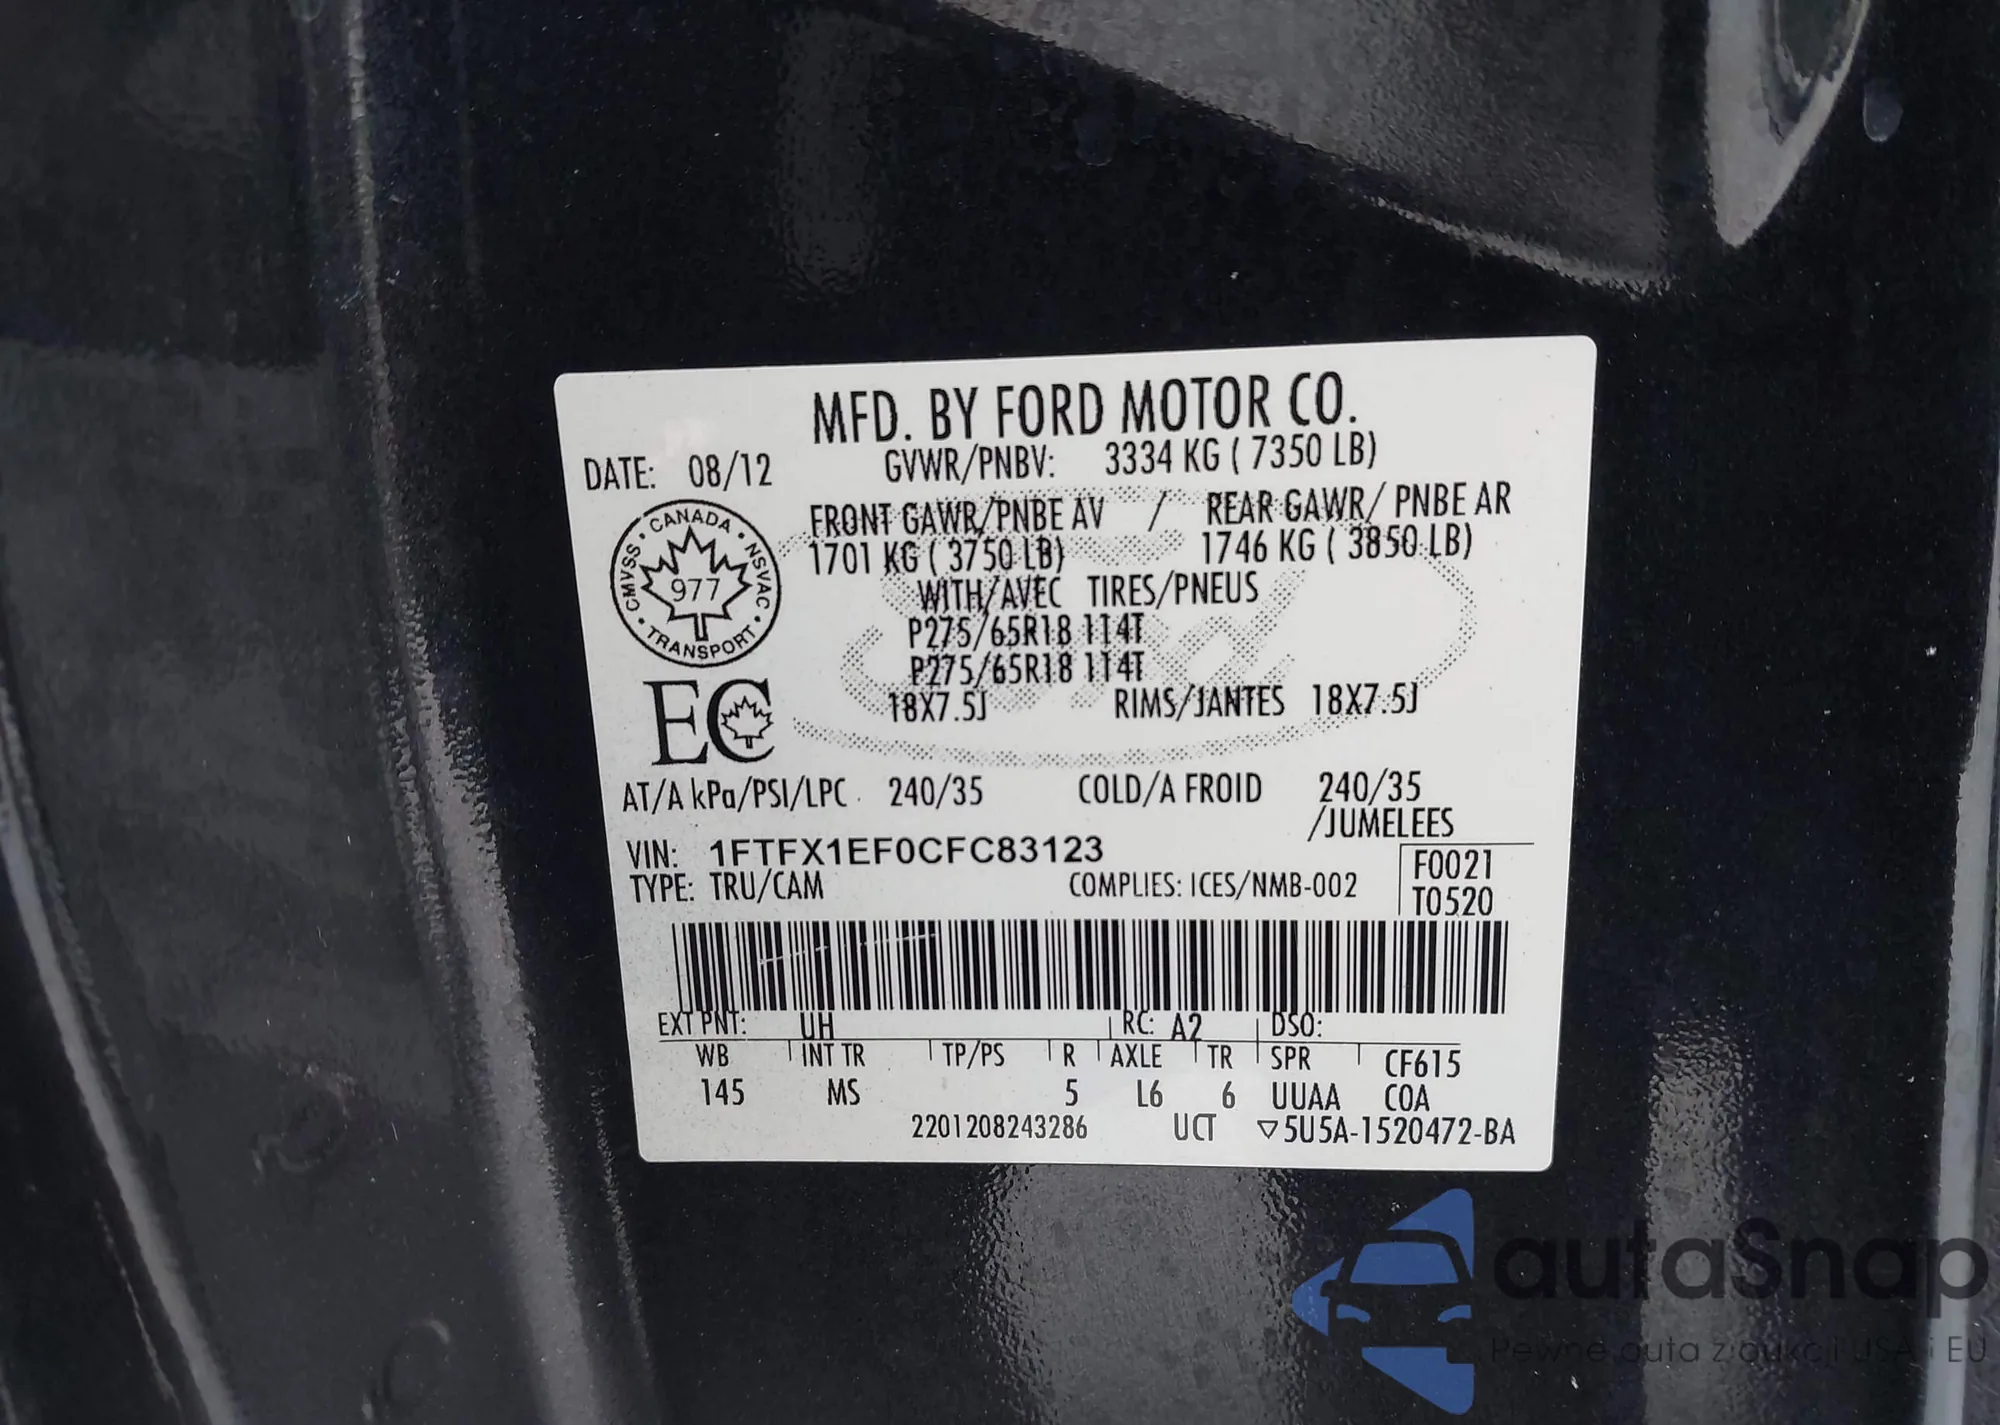 MFD. BY FORD MOTOR CO.
DATE: 08/12 GVWR/PNBV: 3334 KG ( 7350 LB)
CANADA · NSVAC · TRANSPORT · CMVSS ·
977
FRONT GAWR/PNBE AV / REAR GAWR/ PNBE AR
1701 KG ( 3750 LB) 1746 KG ( 3850 LB)
WITH/AVEC TIRES/PNEUS
P275/65R18 114T
P275/65R18 114T
EC
18X7.5J RIMS/JANTES 18X7.5J
AT/A kPa/PSI/LPC 240/35 COLD/A FROID 240/35
/JUMELEES
VIN: 1FTFX1EF0CFC83123
TYPE: TRU/CAM COMPLIES: ICES/NMB-002
F0021
T0520
EXT PNT: UH RC: A2 DSO:
WB INT TR TP/PS R AXLE TR SPR CF615
145 MS 5 L6 6 UUAA COA
2201208243286 UCT ▽5U5A-1520472-BA
autaSnap
Pewne auta z aukcji USA i EU